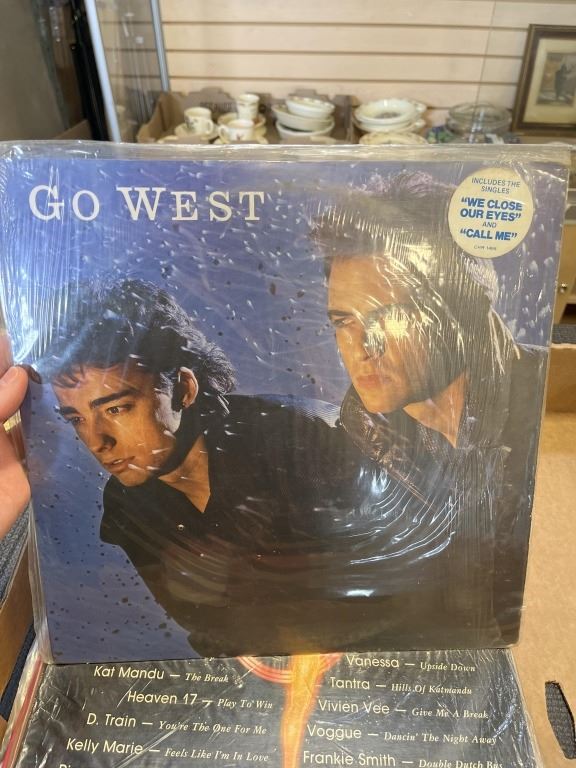 GO WEST
INCLUDES THE
SINGLES
"WE CLOSE
OUR EYES"
AND
"CALL ME"
CHR 1495
Kat Mandu — The Break
Heaven 17 — Play To Win
D. Train — You're The One For Me
Kelly Marie — Feels Like I'm In Love
Vanessa — Upside Down
Tantra — Hills Of Katmandu
Vivien Vee — Give Me A Break
Voggue — Dancin' The Night Away
Frankie Smith — Double Dutch Bus